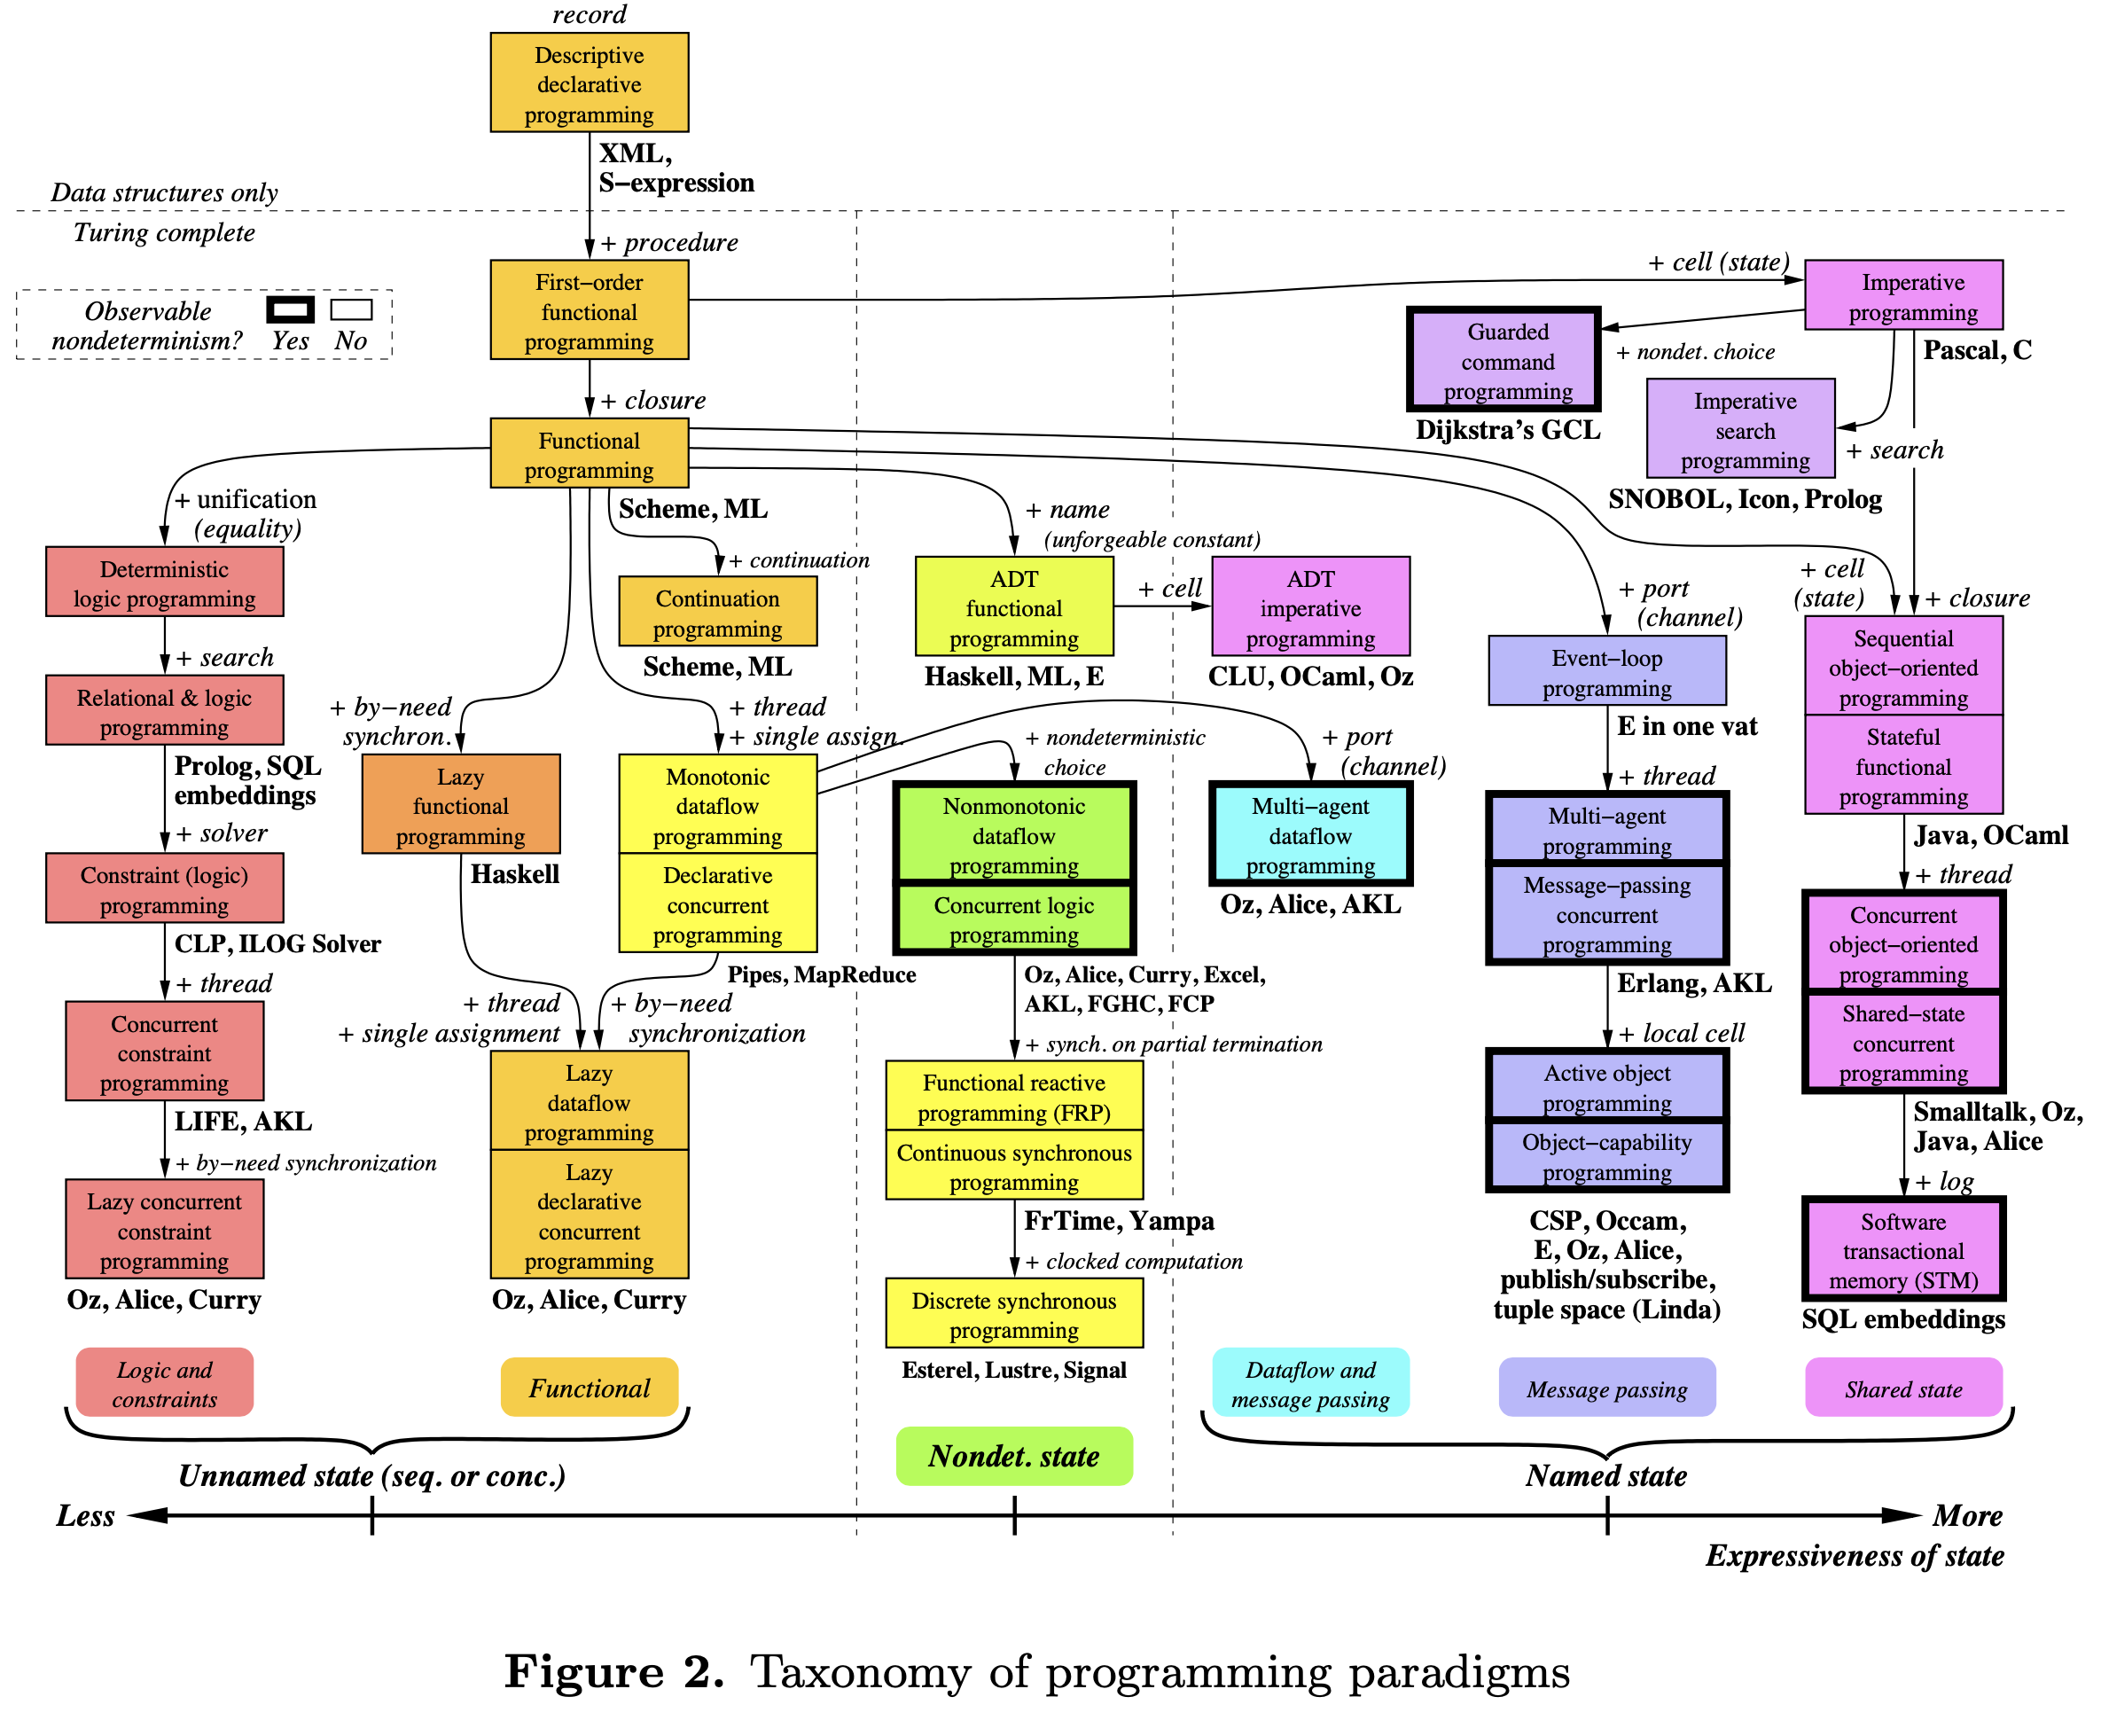 record
Descriptive
declarative
programming
XML,
S−expression
Data structures only
Turing complete
+ procedure
Observable
nondeterminism?
Yes
No
First−order
functional
programming
+ cell (state)
Imperative
programming
Pascal, C
Guarded
command
programming
+ nondet. choice
Dijkstra’s GCL
Imperative
search
programming
+ search
SNOBOL, Icon, Prolog
+ closure
Functional
programming
Scheme, ML
+ unification
(equality)
Deterministic
logic programming
+ search
Relational & logic
programming
Prolog, SQL
embeddings
+ solver
Constraint (logic)
programming
CLP, ILOG Solver
+ thread
Concurrent
constraint
programming
LIFE, AKL
+ by−need synchronization
Lazy concurrent
constraint
programming
Oz, Alice, Curry
+ continuation
Continuation
programming
Scheme, ML
+ by−need
synchron.
Lazy
functional
programming
Haskell
+ thread
+ single assign.
Monotonic
dataflow
programming
Declarative
concurrent
programming
Pipes, MapReduce
+ thread
+ single assignment
+ by−need
synchronization
Lazy
dataflow
programming
Lazy
declarative
concurrent
programming
Oz, Alice, Curry
+ name
(unforgeable constant)
ADT
functional
programming
Haskell, ML, E
+ cell
ADT
imperative
programming
CLU, OCaml, Oz
+ nondeterministic
choice
Nonmonotonic
dataflow
programming
Concurrent logic
programming
Oz, Alice, Curry, Excel,
AKL, FGHC, FCP
+ synch. on partial termination
Functional reactive
programming (FRP)
Continuous synchronous
programming
FrTime, Yampa
+ clocked computation
Discrete synchronous
programming
Esterel, Lustre, Signal
+ port
(channel)
Multi−agent
dataflow
programming
Oz, Alice, AKL
+ port
(channel)
Event−loop
programming
E in one vat
+ thread
Multi−agent
programming
Message−passing
concurrent
programming
Erlang, AKL
+ local cell
Active object
programming
Object−capability
programming
CSP, Occam,
E, Oz, Alice,
publish/subscribe,
tuple space (Linda)
+ cell
(state)
+ closure
Sequential
object−oriented
programming
Stateful
functional
programming
Java, OCaml
+ thread
Concurrent
object−oriented
programming
Shared−state
concurrent
programming
Smalltalk, Oz,
Java, Alice
+ log
Software
transactional
memory (STM)
SQL embeddings
Logic and
constraints
Functional
Dataflow and
message passing
Message passing
Shared state
Unnamed state (seq. or conc.)
Nondet. state
Named state
Less
More
Expressiveness of state
Figure 2. Taxonomy of programming paradigms